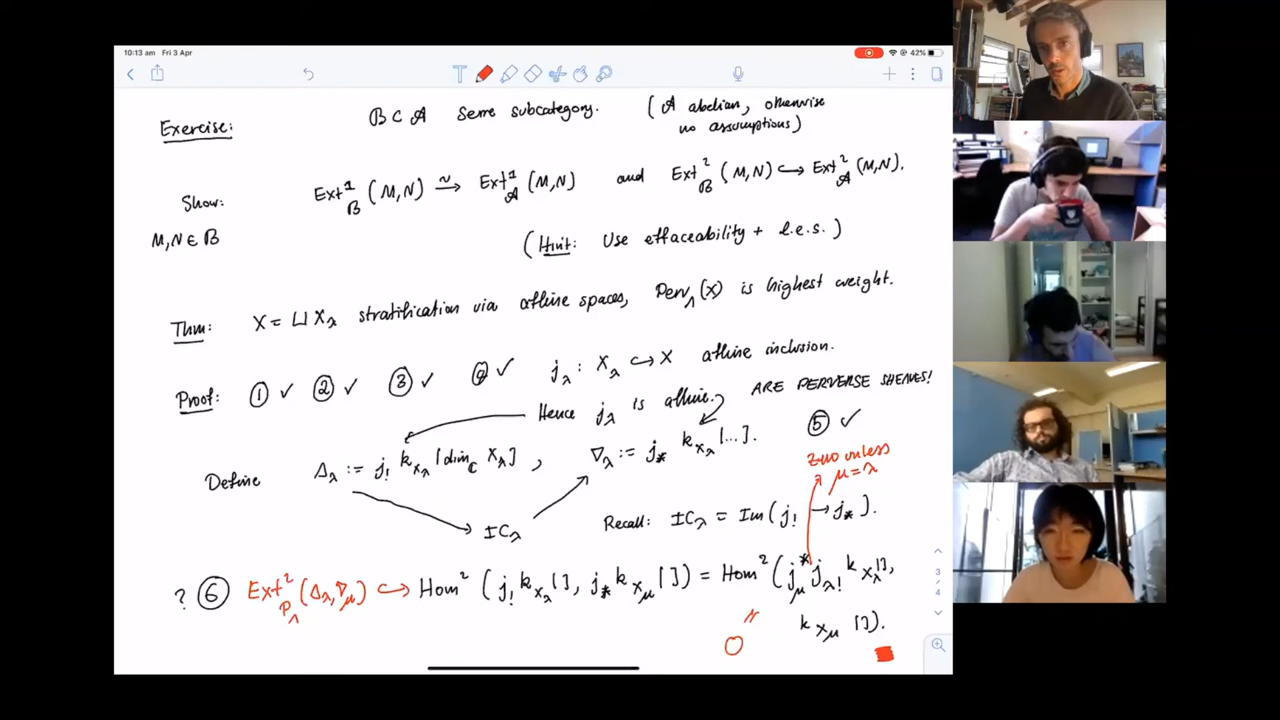 10:13 am Fri 3 Apr
42%
Exercise: B ⊂ A Serre subcategory. (A abelian, otherwise
no assumptions)
Show: Ext¹_B (M,N) ⥲ Ext¹_A (M,N) and Ext²_B (M,N) ↪ Ext²_A (M,N).
M,N ∈ B
(Hint: Use effaceability + l.e.s.)
Thm: X = ⊔ X_λ stratification via affine spaces, Perv_Λ(X) is highest weight.
Proof: ① ✓ ② ✓ ③ ✓ ④ ✓ j_λ : X_λ ↪ X affine inclusion.
Hence j_λ is affine. ARE PERVERSE SHEAVES!
⑤ ✓
Define Δ_λ := j_! k_{X_λ} [dim_C X_λ] , ∇_λ := j_* k_{X_λ} [...].
zero unless
μ = λ
IC_λ
Recall: IC_λ = Im (j_! → j_*).
? ⑥ Ext²_{P_Λ} (Δ_λ, ∇_μ) ↪ Hom² (j_! k_{X_λ} [], j_* k_{X_μ} []) = Hom² (j_μ^* j_{λ!} k_{X_λ} [],
k_{X_μ} []).
0
3
4